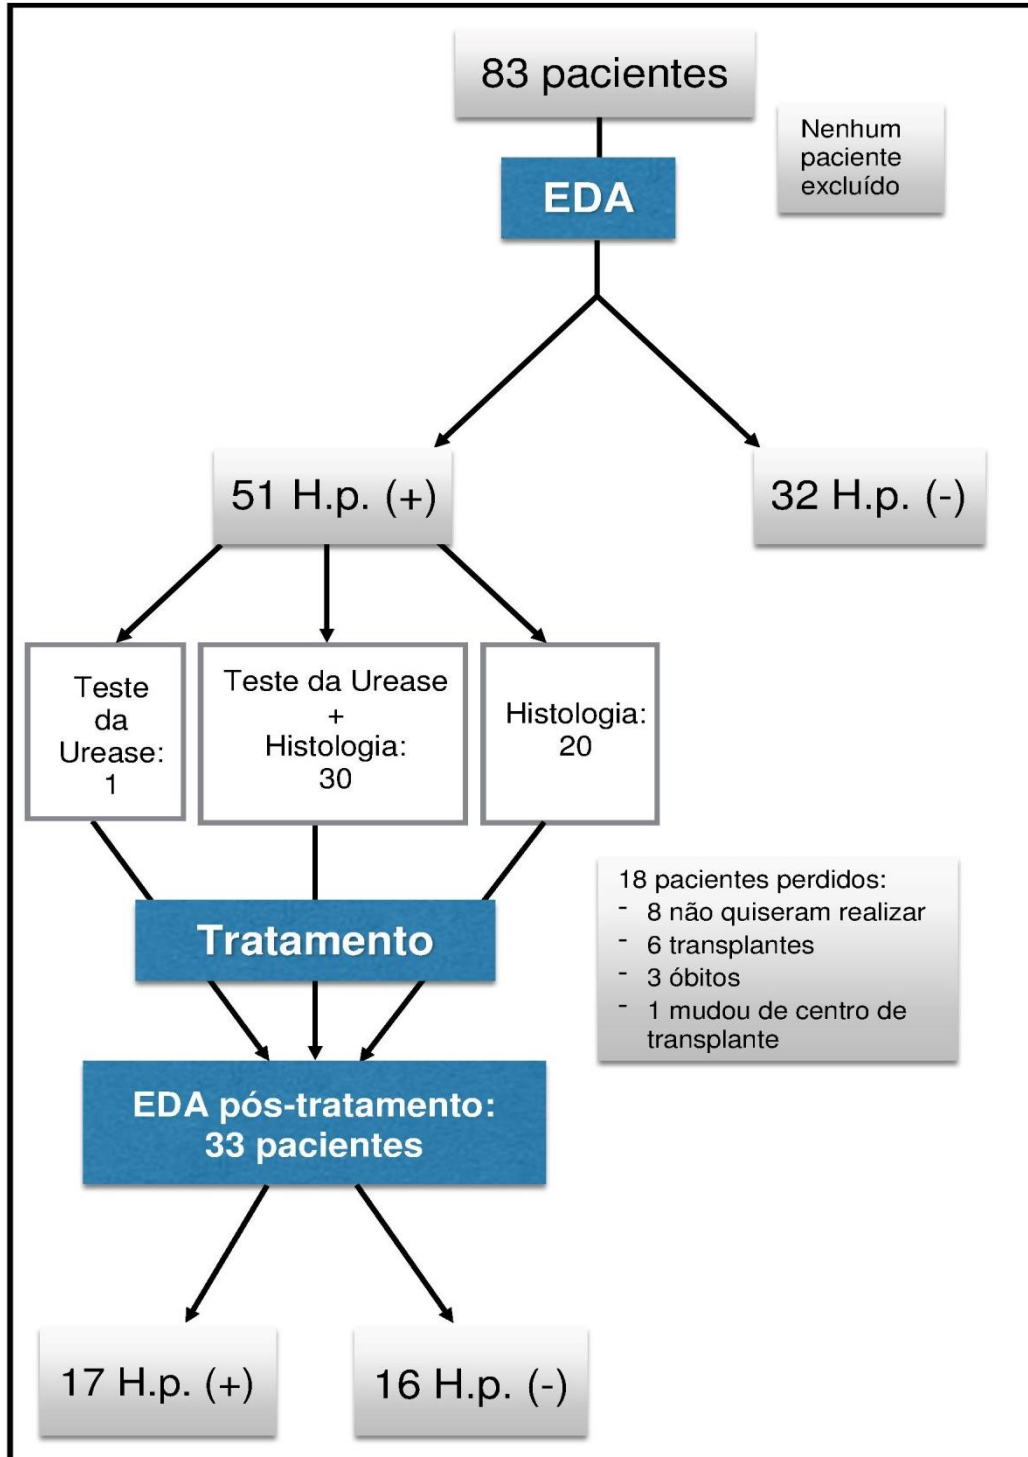 83 pacientes
Nenhum
paciente
excluído
EDA
51 H.p. (+)
32 H.p. (-)
Teste
da
Urease:
1
Teste da Urease
+
Histologia:
30
Histologia:
20
18 pacientes perdidos:
- 8 não quiseram realizar
- 6 transplantes
- 3 óbitos
- 1 mudou de centro de
transplante
Tratamento
EDA pós-tratamento:
33 pacientes
17 H.p. (+)
16 H.p. (-)